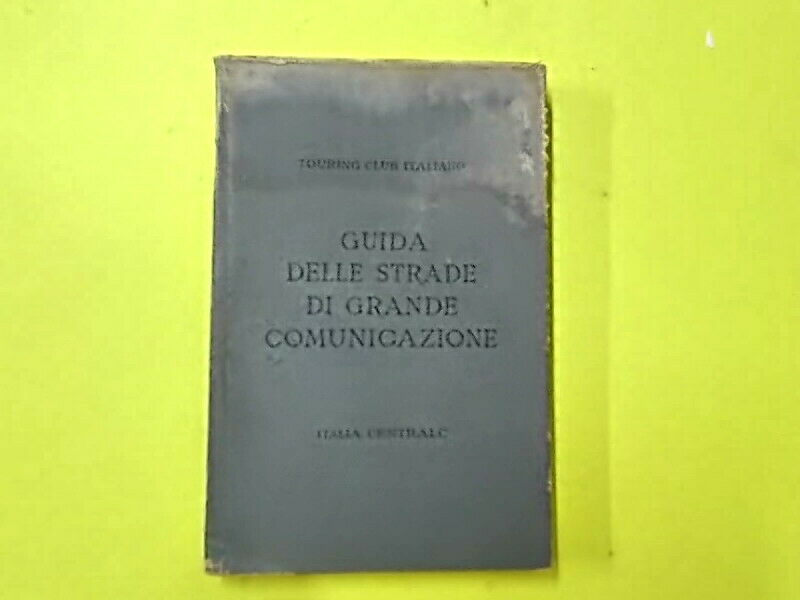 TOURING CLUB ITALIANO
GUIDA
DELLE STRADE
DI GRANDE
COMUNICAZIONE
ITALIA CENTRALE